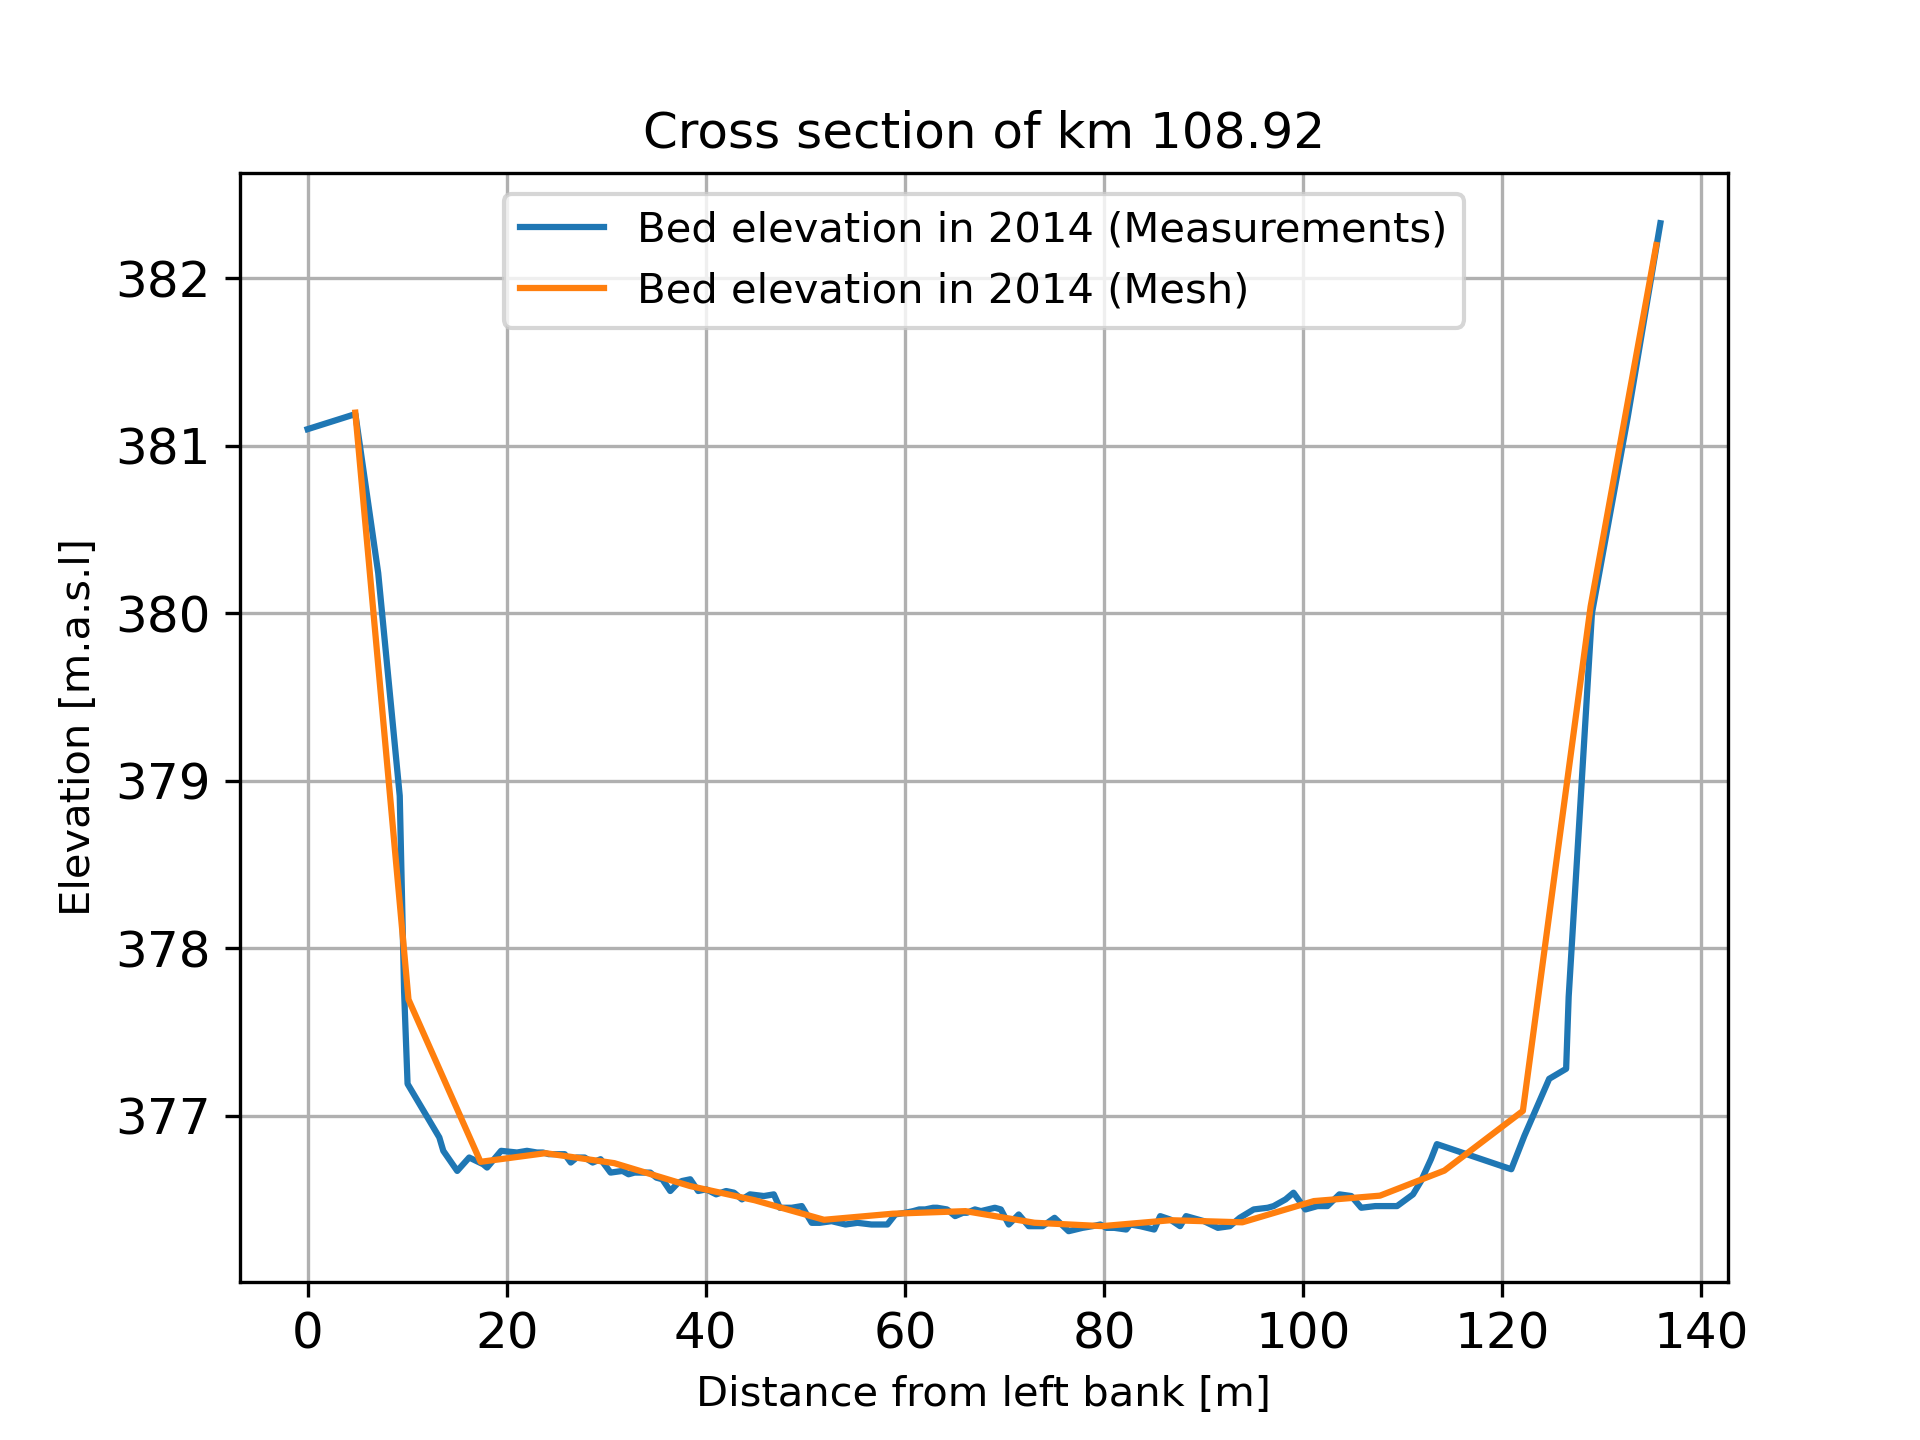 Cross section of km 108.92
Bed elevation in 2014 (Measurements)
Bed elevation in 2014 (Mesh)
382
381
380
379
378
377
Elevation [m.a.s.l]
0 20 40 60 80 100 120 140
Distance from left bank [m]